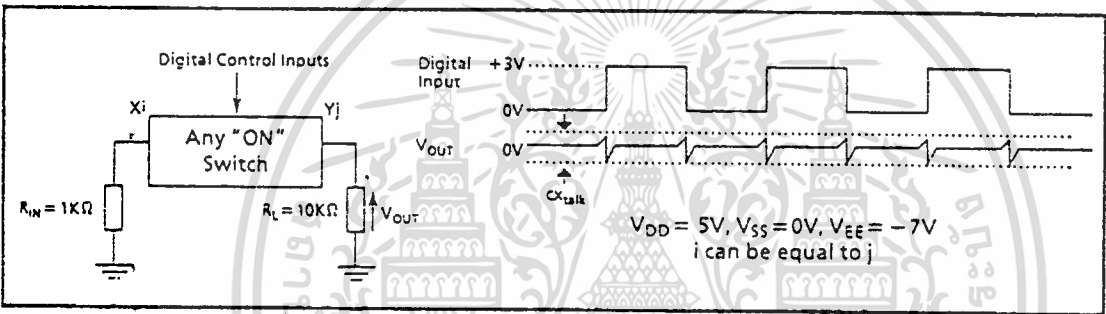 Digital Control Inputs
Xi
Yj
Any "ON"
Switch
R_IN = 1KΩ
R_L = 10KΩ
V_OUT
Digital
Input
+3V
0V
V_OUT
0V
cx_talk
V_DD = 5V, V_SS = 0V, V_EE = -7V
i can be equal to j